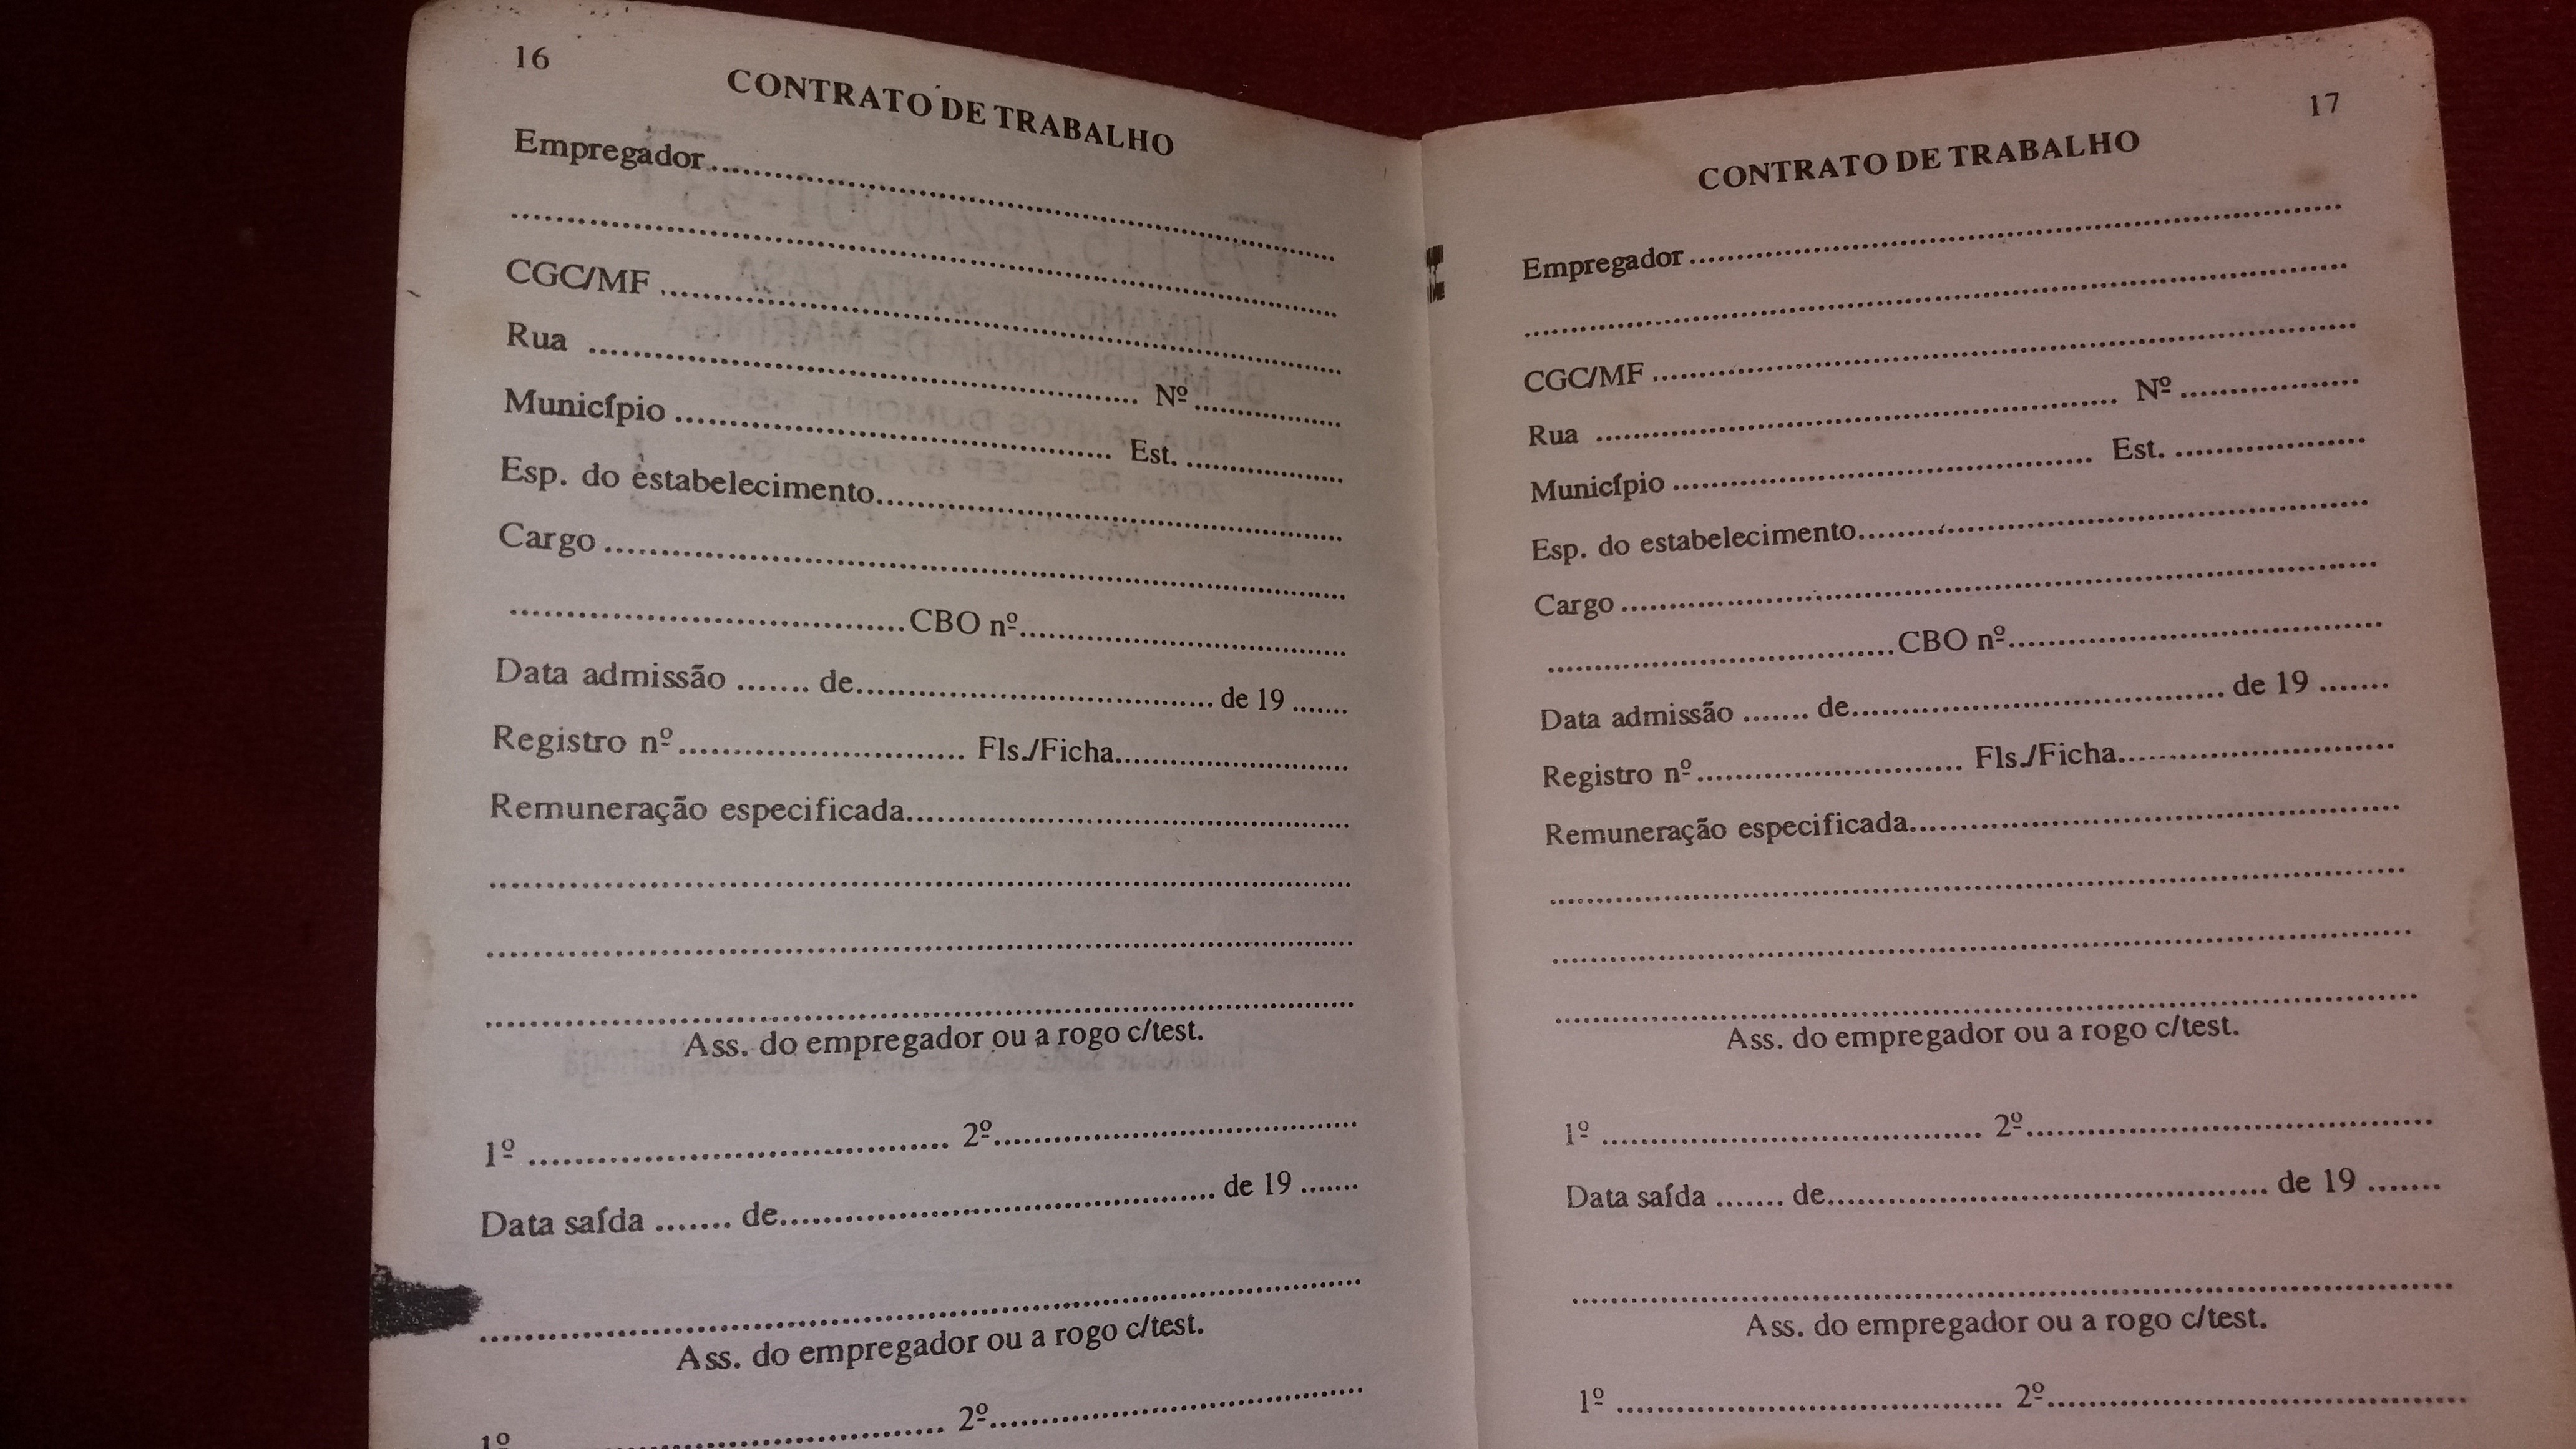 16
CONTRATO DE TRABALHO
Empregador
CGC/MF
Rua Nº
Município Est.
Esp. do estabelecimento
Cargo
CBO nº
Data admissão de de 19
Registro nº Fls./Ficha
Remuneração especificada
Ass. do empregador ou a rogo c/test.
1º 2º
Data saída de de 19
Ass. do empregador ou a rogo c/test.
1º 2º
17
CONTRATO DE TRABALHO
Empregador
CGC/MF
Rua Nº
Município Est.
Esp. do estabelecimento
Cargo
CBO nº
Data admissão de de 19
Registro nº Fls./Ficha
Remuneração especificada
Ass. do empregador ou a rogo c/test.
1º 2º
Data saída de de 19
Ass. do empregador ou a rogo c/test.
1º 2º